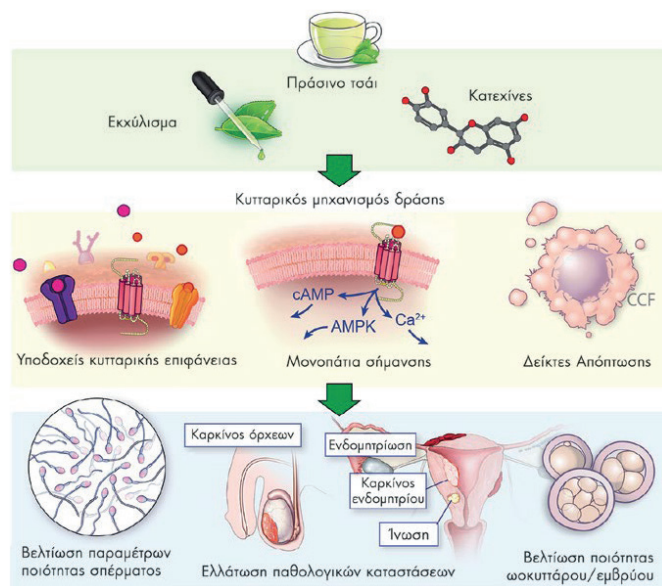 Πράσινο τσάι
Εκχύλισμα
Κατεχίνες
Κυτταρικός μηχανισμός δράσης
cAMP
AMPK
Ca²⁺
CCF
Υποδοχείς κυτταρικής επιφάνειας
Μονοπάτια σήμανσης
Δείκτες Απόπτωσης
Καρκίνος όρχεων
Ενδομητρίωση
Καρκίνος
ενδομητρίου
Ίνωση
Βελτίωση παραμέτρων
ποιότητας σπέρματος
Ελλάτωση παθολογικών καταστάσεων
Βελτίωση ποιότητας
ωοκυττάρου/εμβρύου